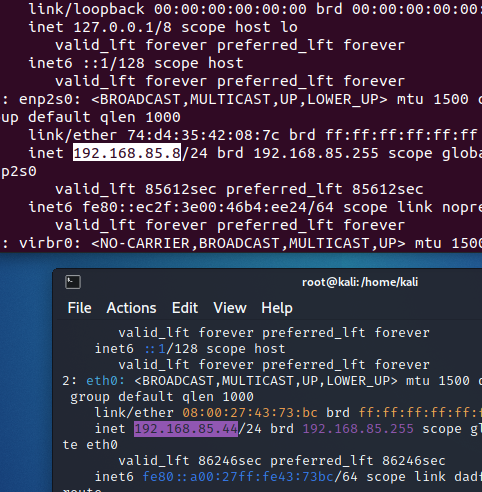 link/loopback 00:00:00:00:00:00 brd 00:00:00:00:00:
inet 127.0.0.1/8 scope host lo
valid_lft forever preferred_lft forever
inet6 ::1/128 scope host
valid_lft forever preferred_lft forever
: enp2s0: <BROADCAST,MULTICAST,UP,LOWER_UP> mtu 1500
up default qlen 1000
link/ether 74:d4:35:42:08:7c brd ff:ff:ff:ff:ff:ff
inet 192.168.85.8/24 brd 192.168.85.255 scope globa
p2s0
valid_lft 85612sec preferred_lft 85612sec
inet6 fe80::ec2f:3e00:46b4:ee24/64 scope link nopre
valid_lft forever preferred_lft forever
: virbr0: <NO-CARRIER,BROADCAST,MULTICAST,UP> mtu 1500
root@kali:/home/kali
File Actions Edit View Help
valid_lft forever preferred_lft forever
inet6 ::1/128 scope host
valid_lft forever preferred_lft forever
2: eth0: <BROADCAST,MULTICAST,UP,LOWER_UP> mtu 1500
group default qlen 1000
link/ether 08:00:27:43:73:bc brd ff:ff:ff:ff:ff:
inet 192.168.85.44/24 brd 192.168.85.255 scope gl
te eth0
valid_lft 86246sec preferred_lft 86246sec
inet6 fe80::a00:27ff:fe43:73bc/64 scope link dad